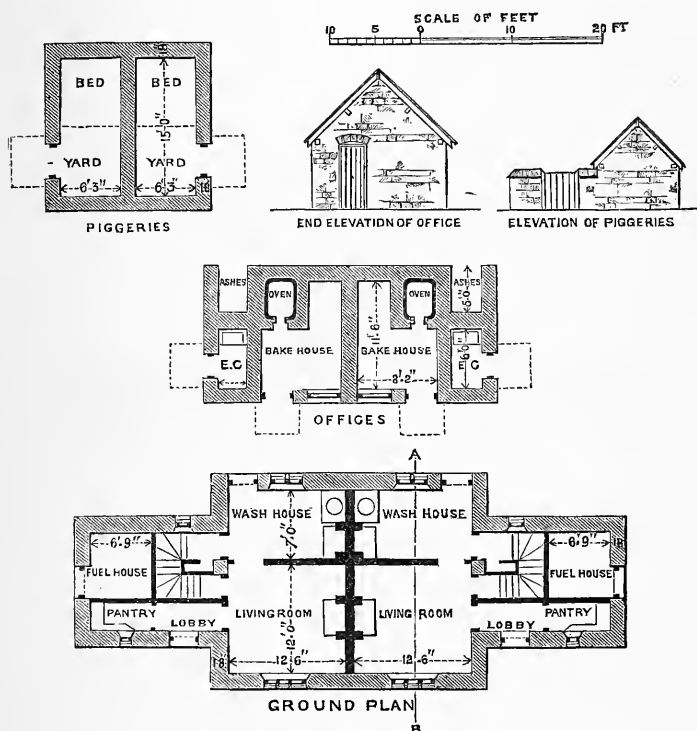 SCALE OF FEET
10 5 0 10 20 FT
18"
BED BED
15'0"
YARD YARD
6'3" 6'3" 18
PIGGERIES
END ELEVATION OF OFFICE
ELEVATION OF PIGGERIES
ASHES OVEN OVEN ASHES
5'0"
11'6"
6'0"
BAKE HOUSE BAKE HOUSE
E.C E C
8'2"
OFFICES
A
WASH HOUSE WASH HOUSE
7'0"
6'9" 6'9" 18
FUEL HOUSE FUEL HOUSE
PANTRY LIVING ROOM LIVING ROOM PANTRY
LOBBY LOBBY
12'0"
18" 12'6" 12'6"
GROUND PLAN
B